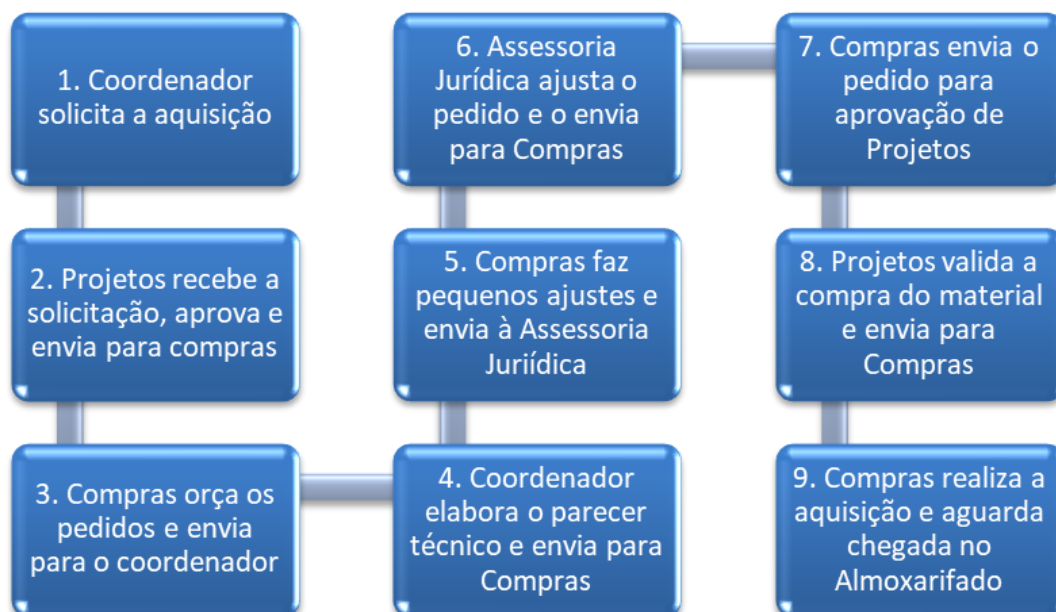 1. Coordenador
solicita a aquisição
2. Projetos recebe a
solicitação, aprova e
envia para compras
3. Compras orça os
pedidos e envia
para o coordenador
4. Coordenador
elabora o parecer
técnico e envia para
Compras
5. Compras faz
pequenos ajustes e
envia à Assessoria
Juriídica
6. Assessoria
Jurídica ajusta o
pedido e o envia
para Compras
7. Compras envia o
pedido para
aprovação de
Projetos
8. Projetos valida a
compra do material
e envia para
Compras
9. Compras realiza a
aquisição e aguarda
chegada no
Almoxarifado